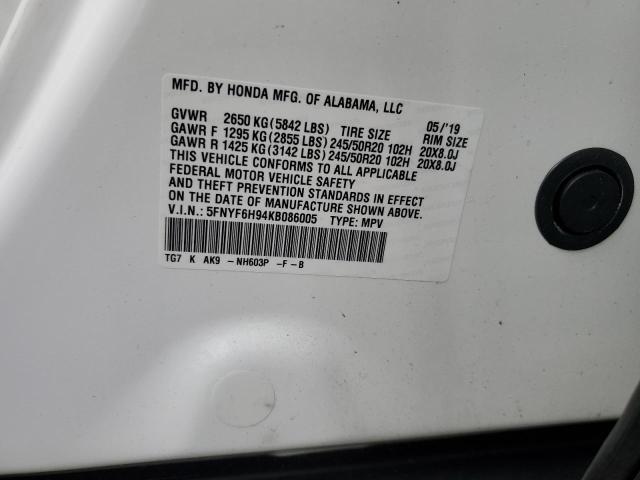 MFD. BY HONDA MFG. OF ALABAMA, LLC
GVWR 2650 KG(5842 LBS) TIRE SIZE 05/'19 RIM SIZE
GAWR F 1295 KG(2855 LBS)245/50R20 102H 20X8.0J
GAWR R 1425 KG(3142 LBS)245/50R20 102H 20X8.0J
THIS VEHICLE CONFORMS TO ALL APPLICABLE
FEDERAL MOTOR VEHICLE SAFETY
AND THEFT PREVENTION STANDARDS IN EFFECT
ON THE DATE OF MANUFACTURE SHOWN ABOVE.
V.I.N.: 5FNYF6H94KB086005 TYPE: MPV
TG7 K AK9 -NH603P -F-B